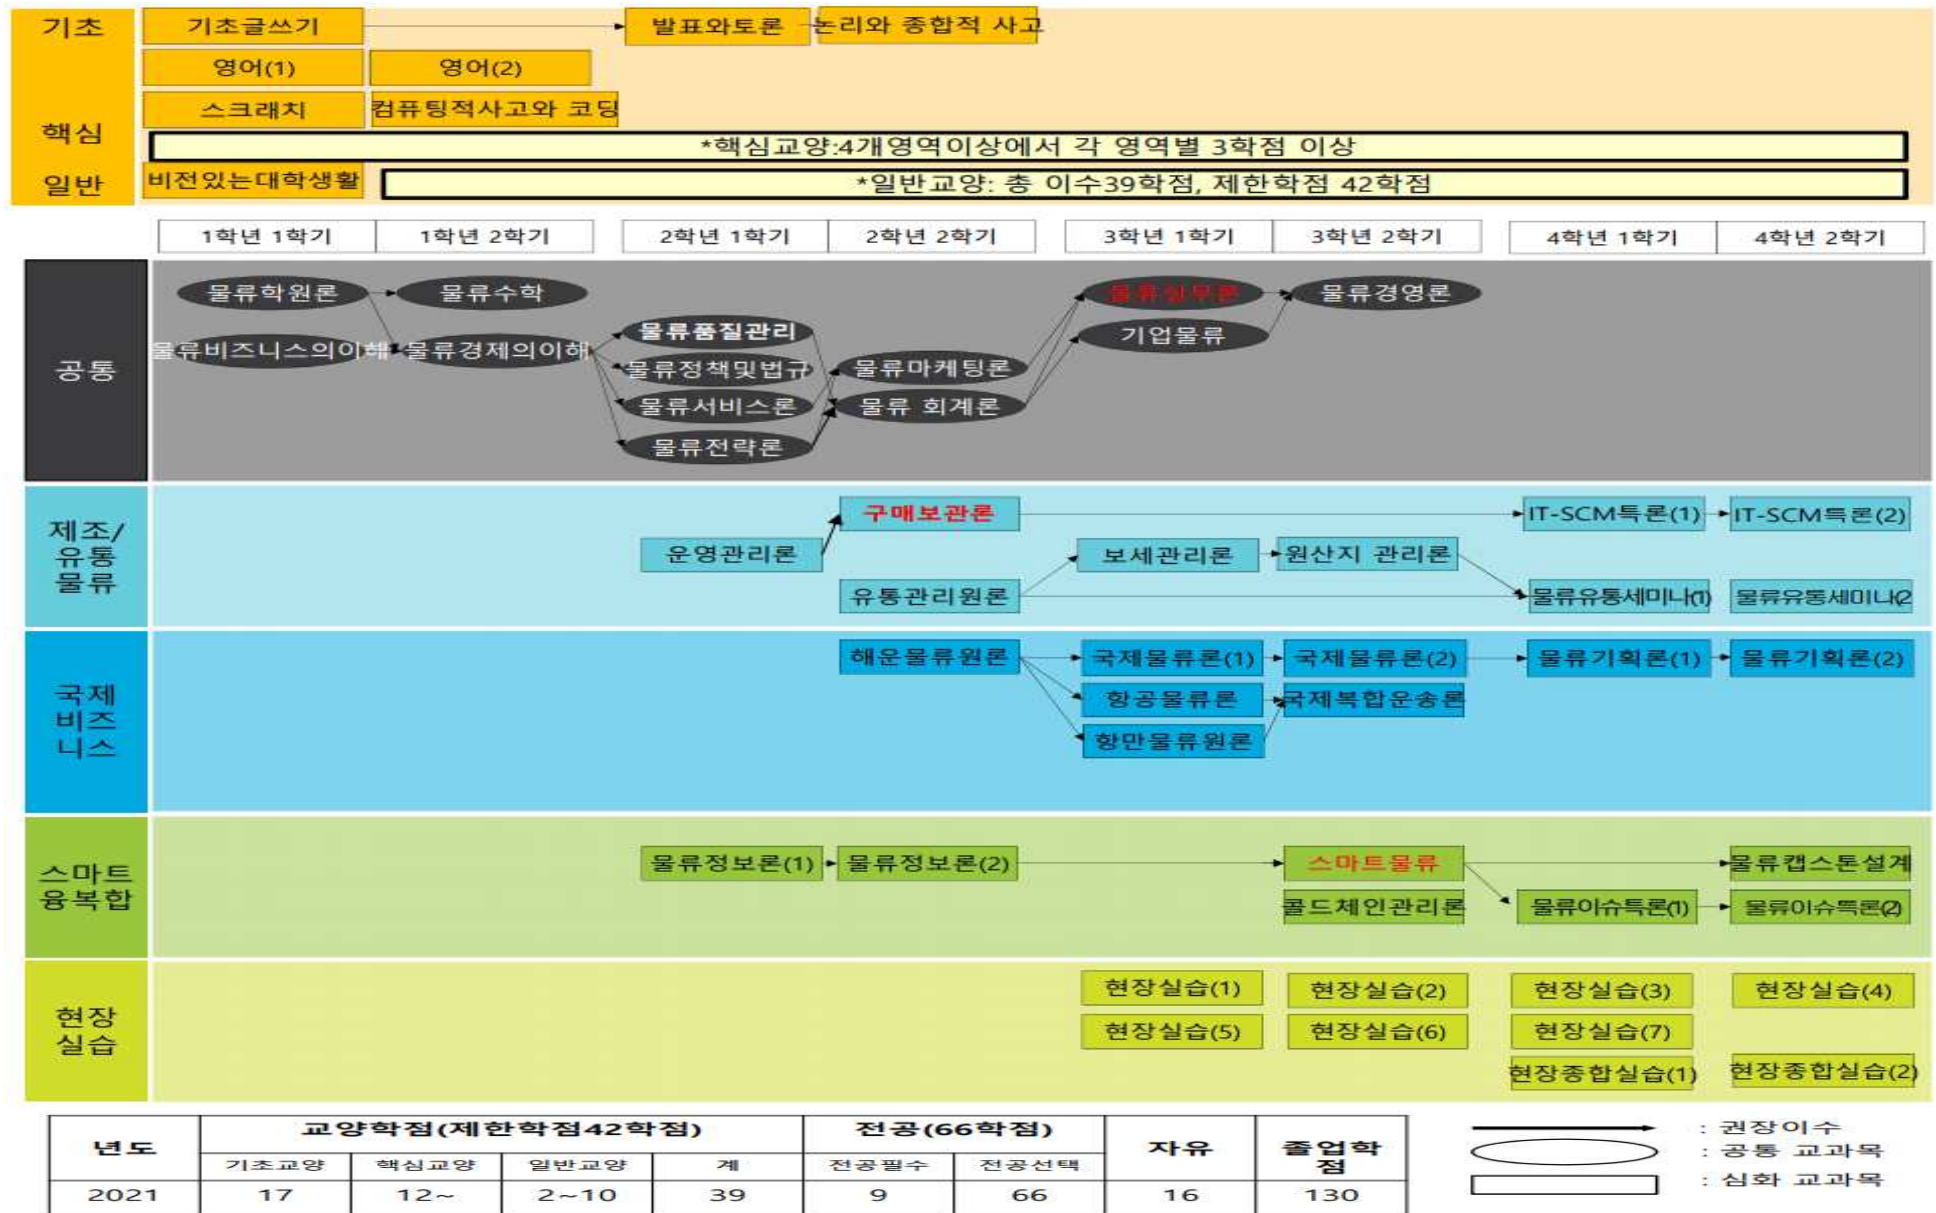 기초
기초글쓰기
발표와토론
논리와 종합적 사고
영어(1)
영어(2)
스크래치
컴퓨팅적사고와 코딩
핵심
*핵심교양:4개영역이상에서 각 영역별 3학점 이상
일반
비전있는대학생활
*일반교양: 총 이수39학점, 제한학점 42학점
1학년 1학기
1학년 2학기
2학년 1학기
2학년 2학기
3학년 1학기
3학년 2학기
4학년 1학기
4학년 2학기
공통
물류학원론
물류수학
물류실무론
물류경영론
물류비즈니스의이해
물류경제의이해
물류품질관리
기업물류
물류정책및법규
물류마케팅론
물류서비스론
물류 회계론
물류전략론
제조/
유통
물류
구매보관론
IT-SCM특론(1)
IT-SCM특론(2)
운영관리론
보세관리론
원산지 관리론
유통관리원론
물류유통세미나(1)
물류유통세미나(2
국제
비즈
니스
해운물류원론
국제물류론(1)
국제물류론(2)
물류기획론(1)
물류기획론(2)
항공물류론
국제복합운송론
항만물류원론
스마트
융복합
물류정보론(1)
물류정보론(2)
스마트물류
물류캡스톤설계
콜드체인관리론
물류이슈특론(1)
물류이슈특론(2)
현장
실습
현장실습(1)
현장실습(2)
현장실습(3)
현장실습(4)
현장실습(5)
현장실습(6)
현장실습(7)
현장종합실습(1)
현장종합실습(2)
년도
교양학점(제한학점42학점)
전공(66학점)
자유
졸업학
점
기초교양
핵심교양
일반교양
계
전공필수
전공선택
2021
17
12~
2~10
39
9
66
16
130
: 권장이수
: 공통 교과목
: 심화 교과목